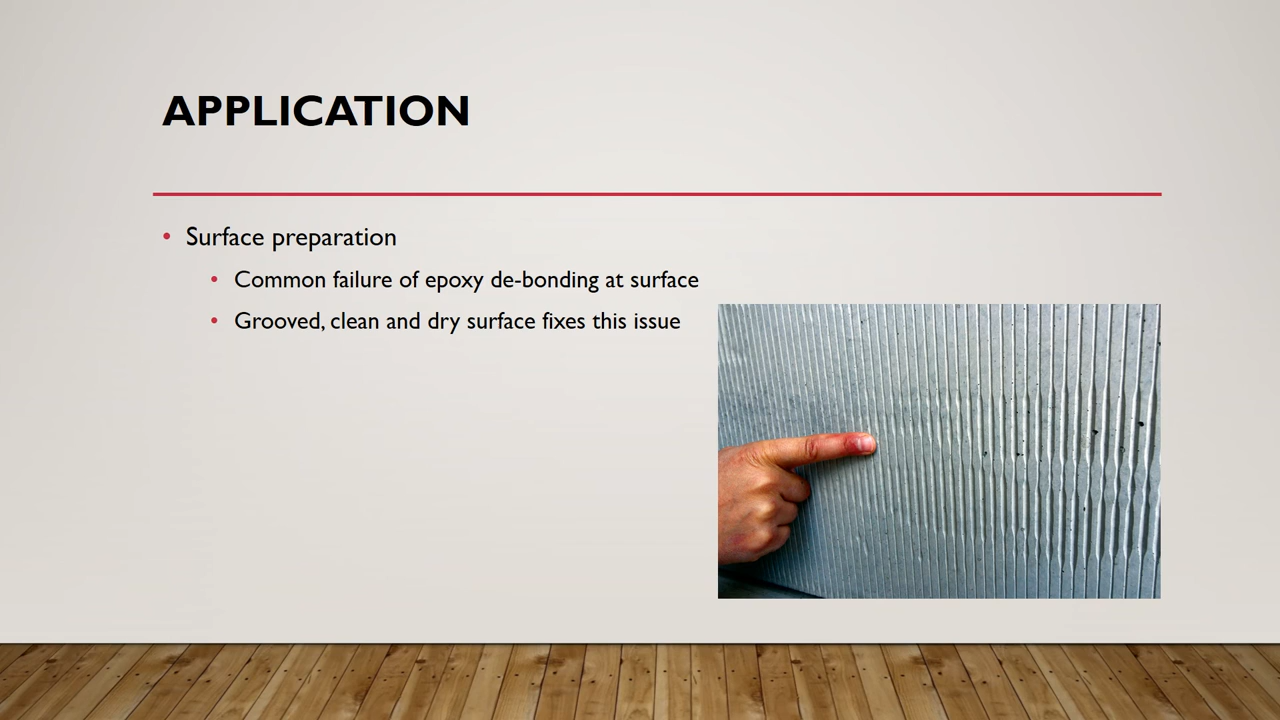 APPLICATION
Surface preparation
Common failure of epoxy de-bonding at surface
Grooved, clean and dry surface fixes this issue